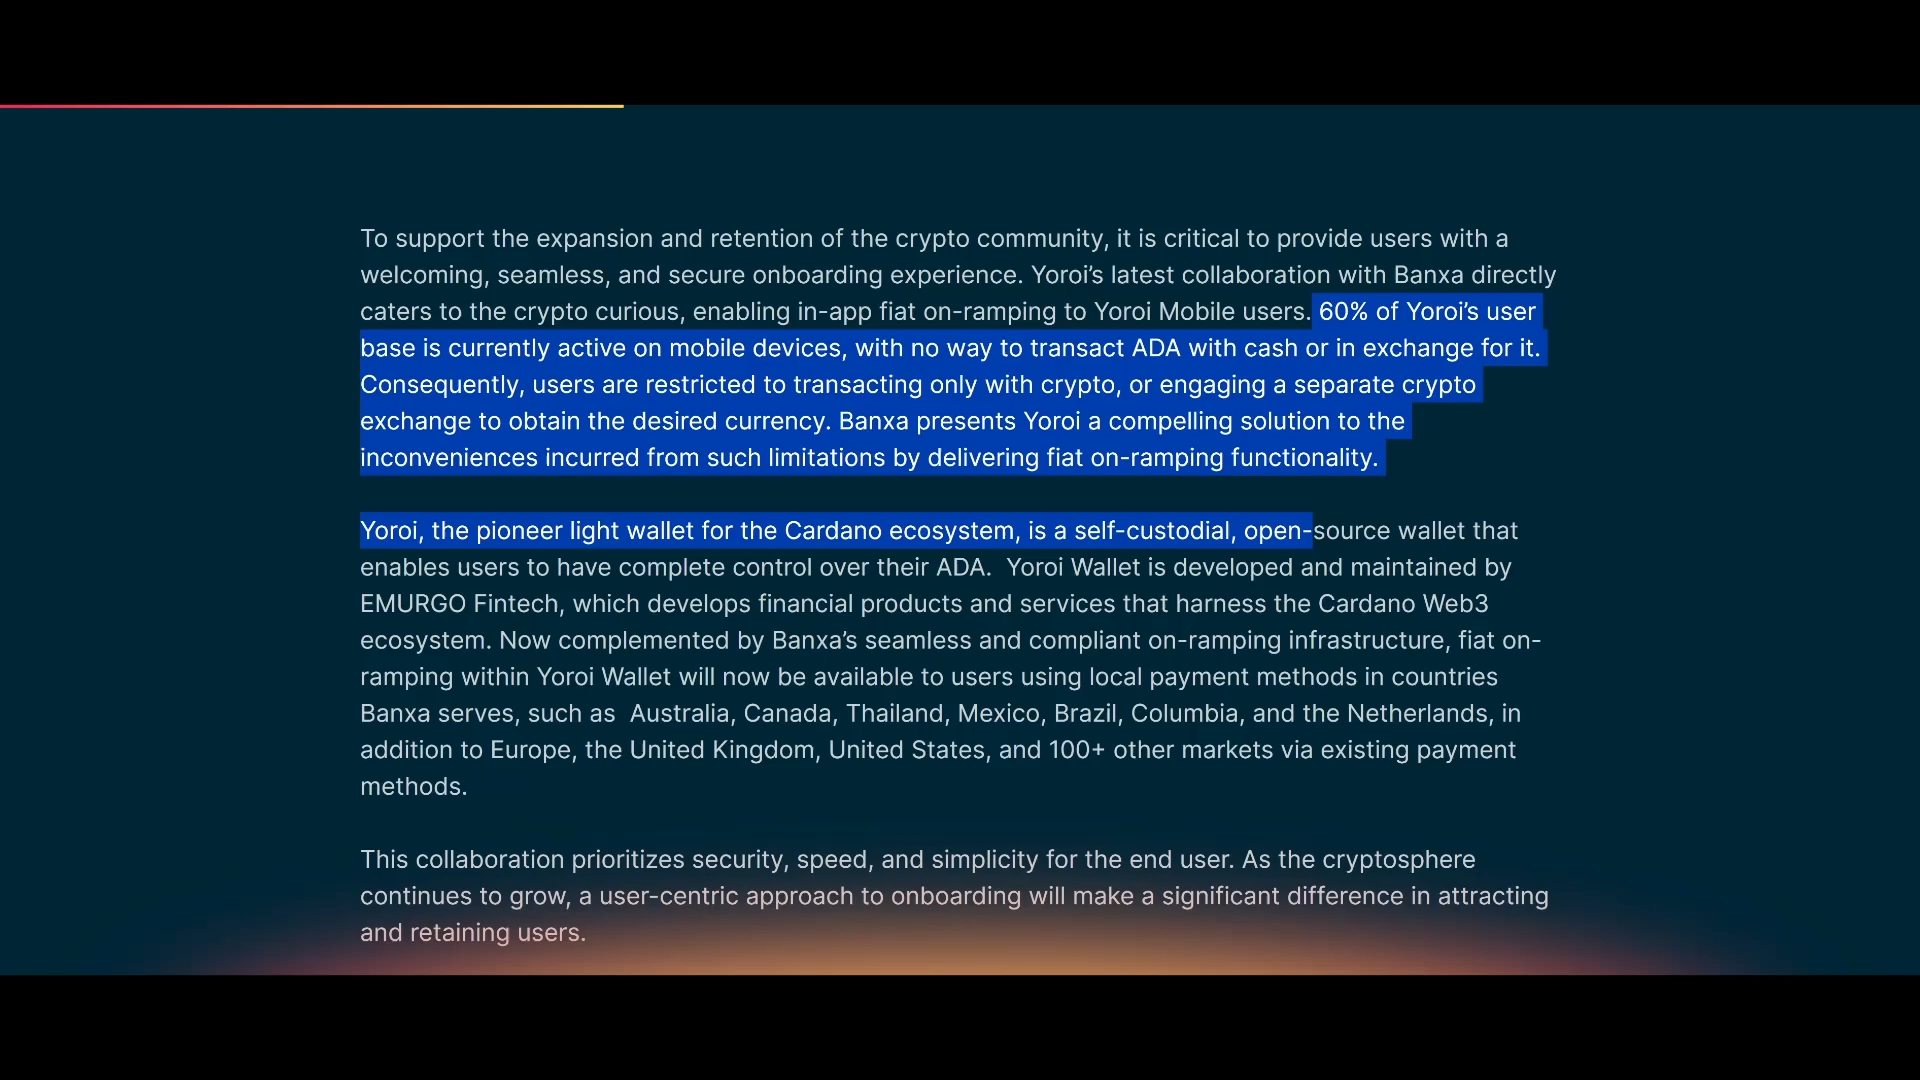 To support the expansion and retention of the crypto community, it is critical to provide users with a
welcoming, seamless, and secure onboarding experience. Yoroi’s latest collaboration with Banxa directly
caters to the crypto curious, enabling in-app fiat on-ramping to Yoroi Mobile users. 60% of Yoroi’s user
base is currently active on mobile devices, with no way to transact ADA with cash or in exchange for it.
Consequently, users are restricted to transacting only with crypto, or engaging a separate crypto
exchange to obtain the desired currency. Banxa presents Yoroi a compelling solution to the
inconveniences incurred from such limitations by delivering fiat on-ramping functionality.
Yoroi, the pioneer light wallet for the Cardano ecosystem, is a self-custodial, open-source wallet that
enables users to have complete control over their ADA.  Yoroi Wallet is developed and maintained by
EMURGO Fintech, which develops financial products and services that harness the Cardano Web3
ecosystem. Now complemented by Banxa’s seamless and compliant on-ramping infrastructure, fiat on-
ramping within Yoroi Wallet will now be available to users using local payment methods in countries
Banxa serves, such as  Australia, Canada, Thailand, Mexico, Brazil, Columbia, and the Netherlands, in
addition to Europe, the United Kingdom, United States, and 100+ other markets via existing payment
methods.
This collaboration prioritizes security, speed, and simplicity for the end user. As the cryptosphere
continues to grow, a user-centric approach to onboarding will make a significant difference in attracting
and retaining users.